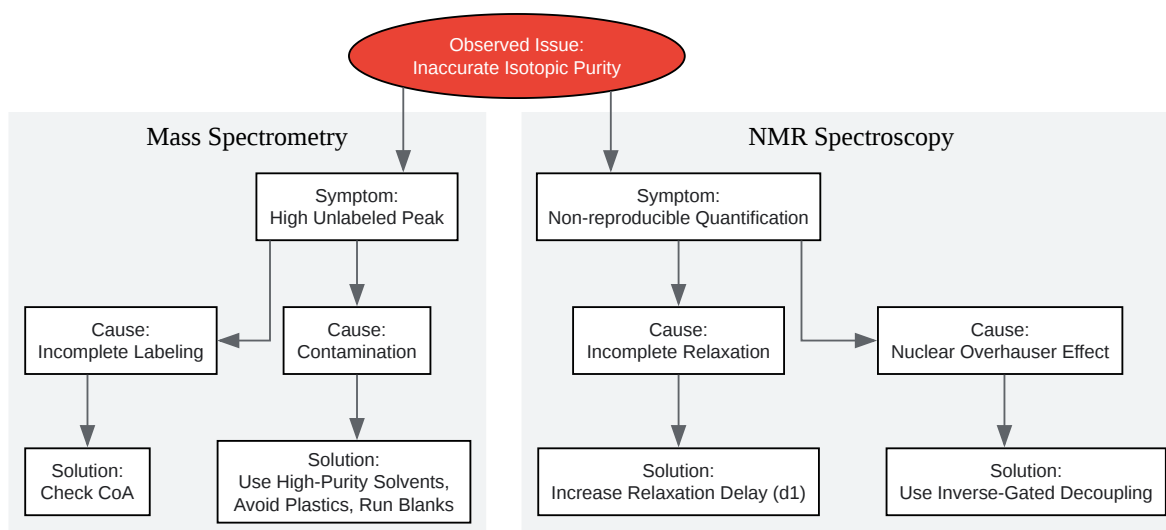 Observed Issue:
Inaccurate Isotopic Purity
Mass Spectrometry
NMR Spectroscopy
Symptom:
High Unlabeled Peak
Symptom:
Non-reproducible Quantification
Cause:
Incomplete Labeling
Cause:
Contamination
Cause:
Incomplete Relaxation
Cause:
Nuclear Overhauser Effect
Solution:
Check CoA
Solution:
Use High-Purity Solvents,
Avoid Plastics, Run Blanks
Solution:
Increase Relaxation Delay (d1)
Solution:
Use Inverse-Gated Decoupling